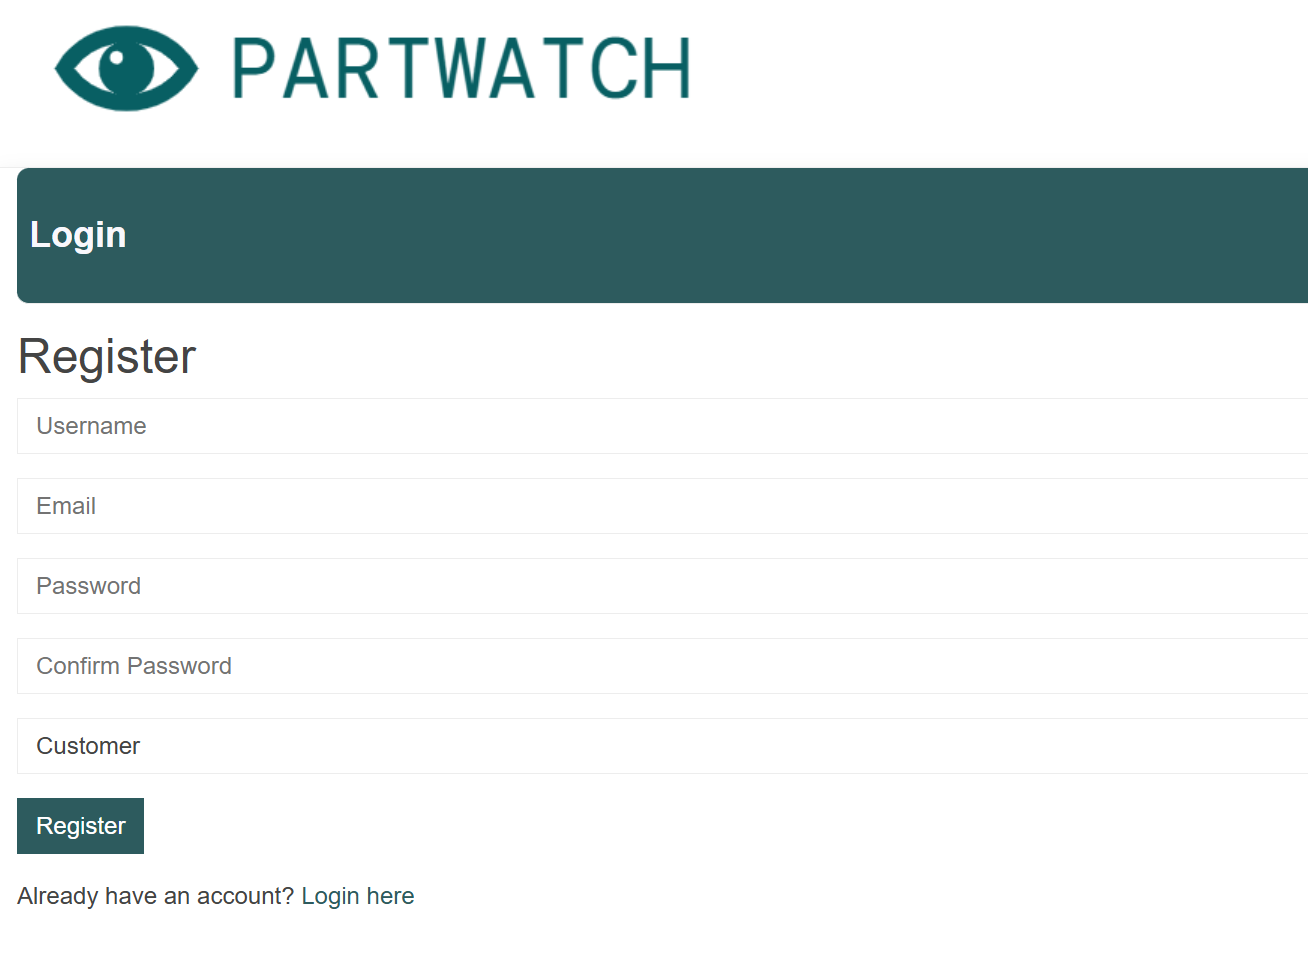 PARTWATCH
Login
Register
Username
Email
Password
Confirm Password
Customer
Register
Already have an account? Login here